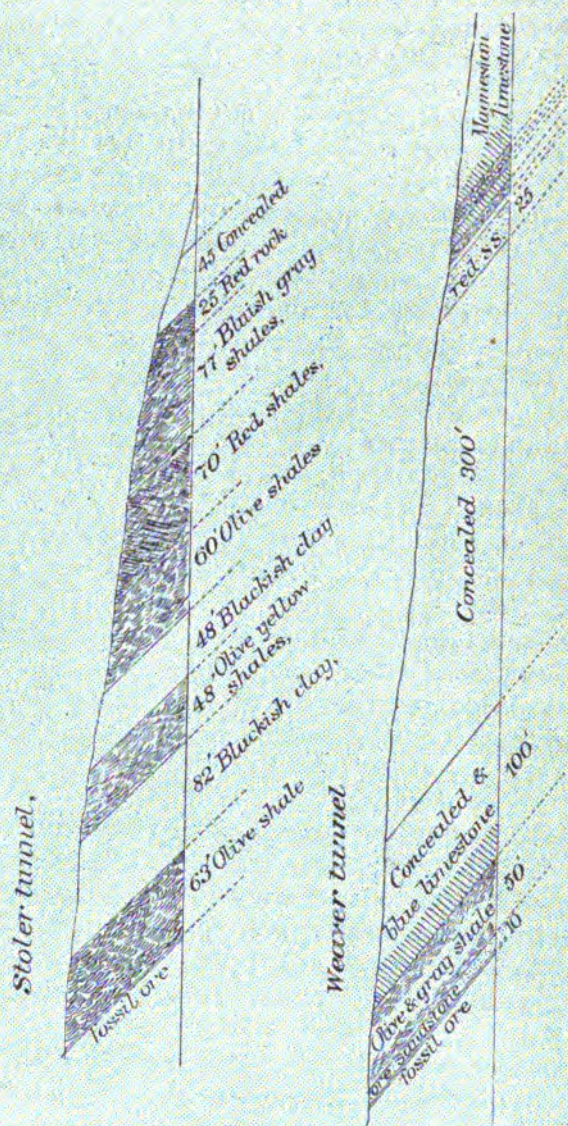 Stoler tunnel,
45 Concealed
25 Red rock
77' Bluish gray
shales,
70' Red shales,
60' Olive shales
48' Blackish clay
48' Olive yellow
shales,
82' Blackish clay,
63' Olive shale
fossil ore
Weaver tunnel
Magnesian
limestone
red ss. 25
Concealed 300'
Concealed & 100'
blue limestone
Olive & gray shale 50'
ore sandstone 10'
fossil ore